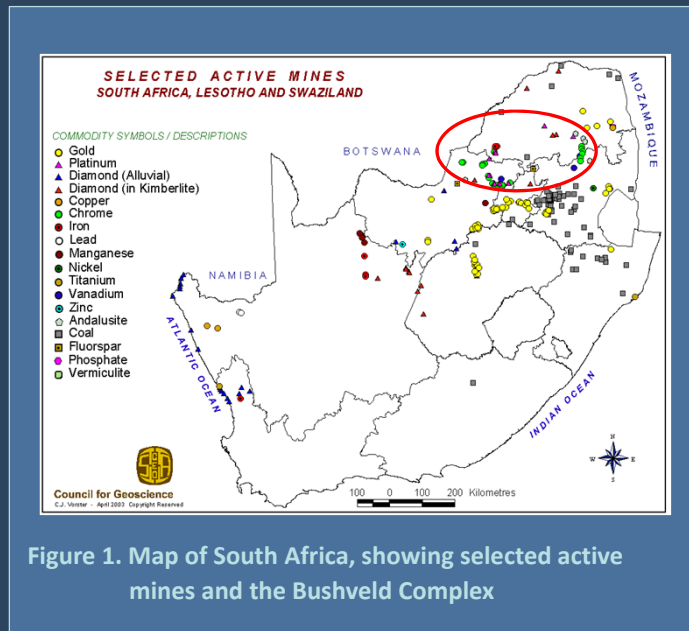 SELECTED ACTIVE MINES
SOUTH AFRICA, LESOTHO AND SWAZILAND
COMMODITY SYMBOLS / DESCRIPTIONS
Gold
Platinum
Diamond (Alluvial)
Diamond (in Kimberlite)
Copper
Chrome
Iron
Lead
Manganese
Nickel
Titanium
Vanadium
Zinc
Andalusite
Coal
Fluorspar
Phosphate
Vermiculite
BOTSWANA
MOZAMBIQUE
NAMIBIA
ATLANTIC OCEAN
INDIAN OCEAN
N
W E
S
Council for Geoscience
C.J. Vorster - April 2003 Copyright Reserved
100 0 100 200 Kilometres
Figure 1. Map of South Africa, showing selected active
mines and the Bushveld Complex